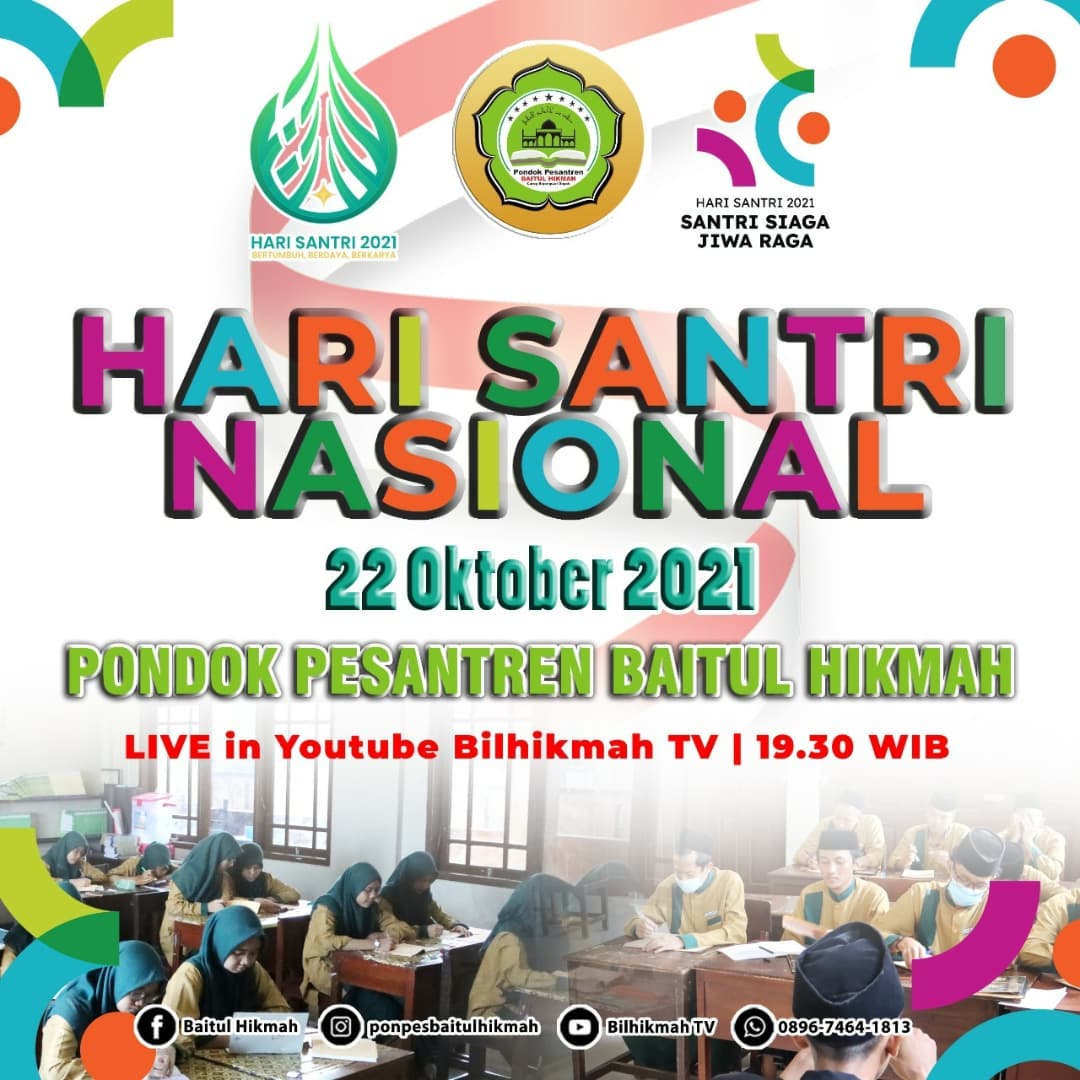 HARI SANTRI 2021
BERTUMBUH, BERDAYA, BERKARYA
Pondok Pesantren
BAITUL HIKMAH
HARI SANTRI 2021
SANTRI SIAGA
JIWA RAGA
HARI SANTRI
NASIONAL
22 Oktober 2021
PONDOK PESANTREN BAITUL HIKMAH
LIVE in Youtube Bilhikmah TV | 19.30 WIB
Baitul Hikmah
ponpesbaitulhikmah
Bilhikmah TV
0896-7464-1813